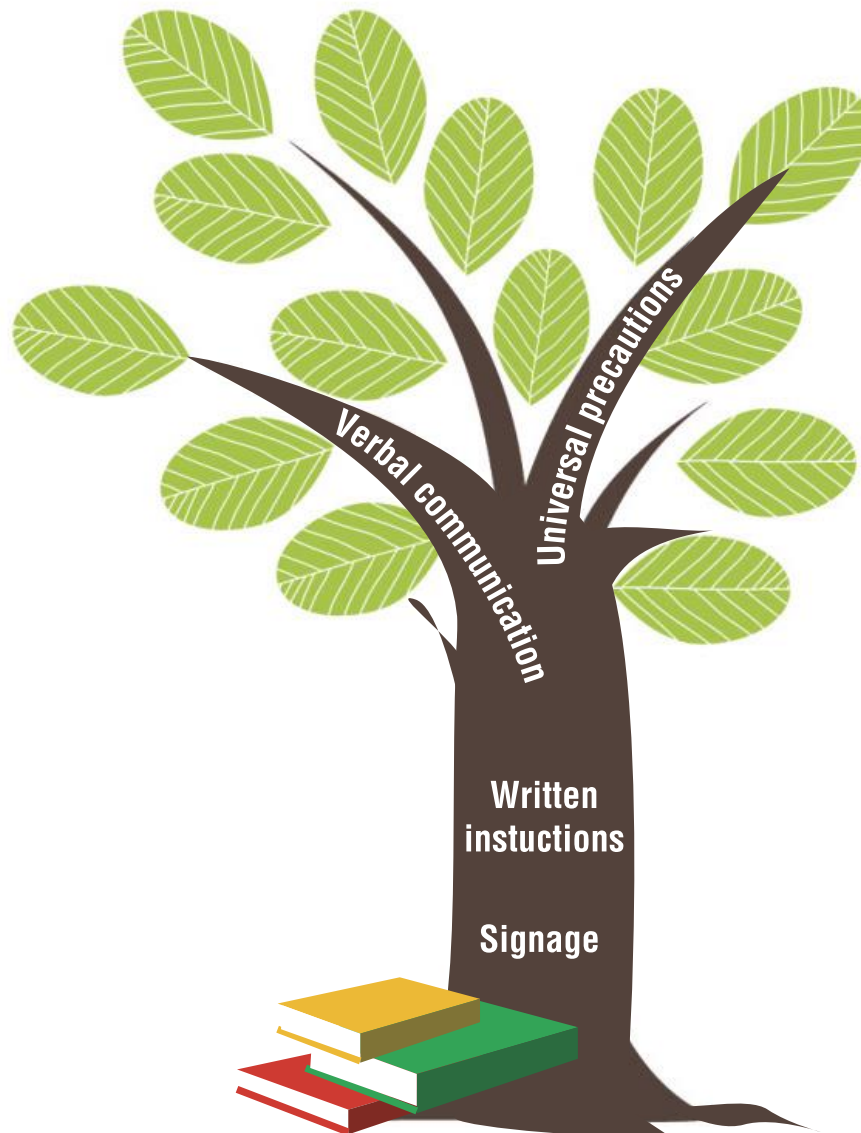 Universal precautions
Verbal communication
Written
instuctions
Signage